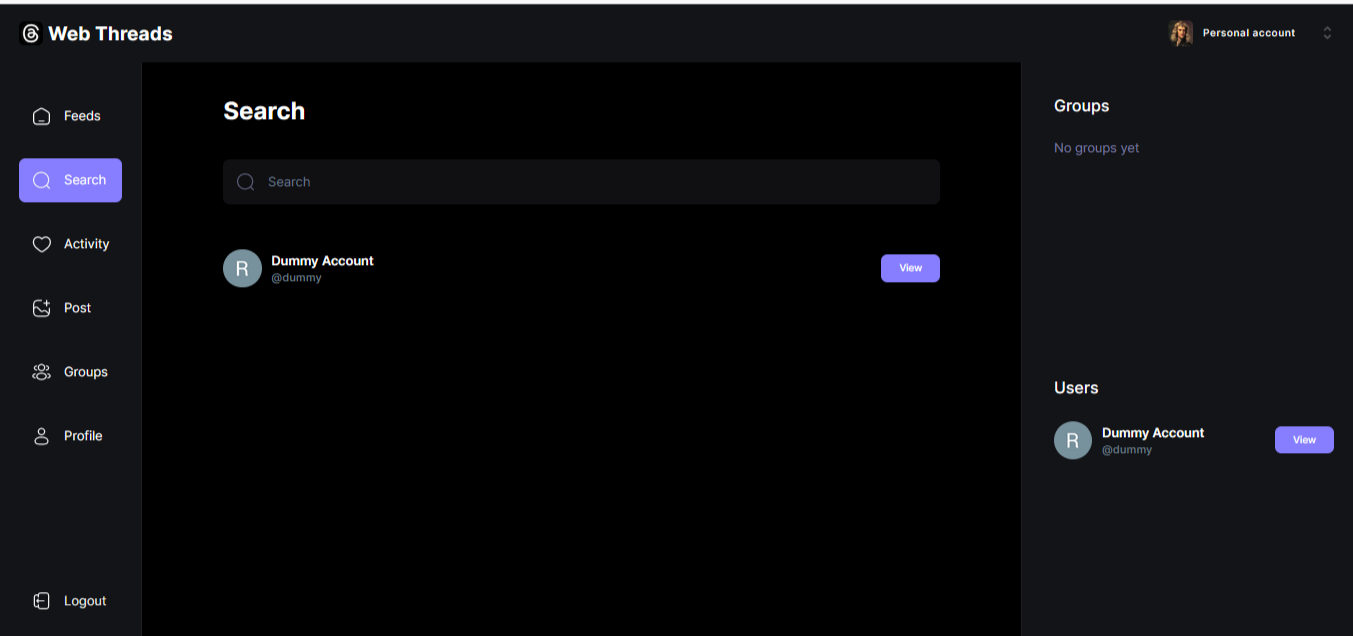 Web Threads
Personal account
Feeds
Search
Activity
Post
Groups
Profile
Logout
Search
Search
R
Dummy Account
@dummy
View
Groups
No groups yet
Users
R
Dummy Account
@dummy
View